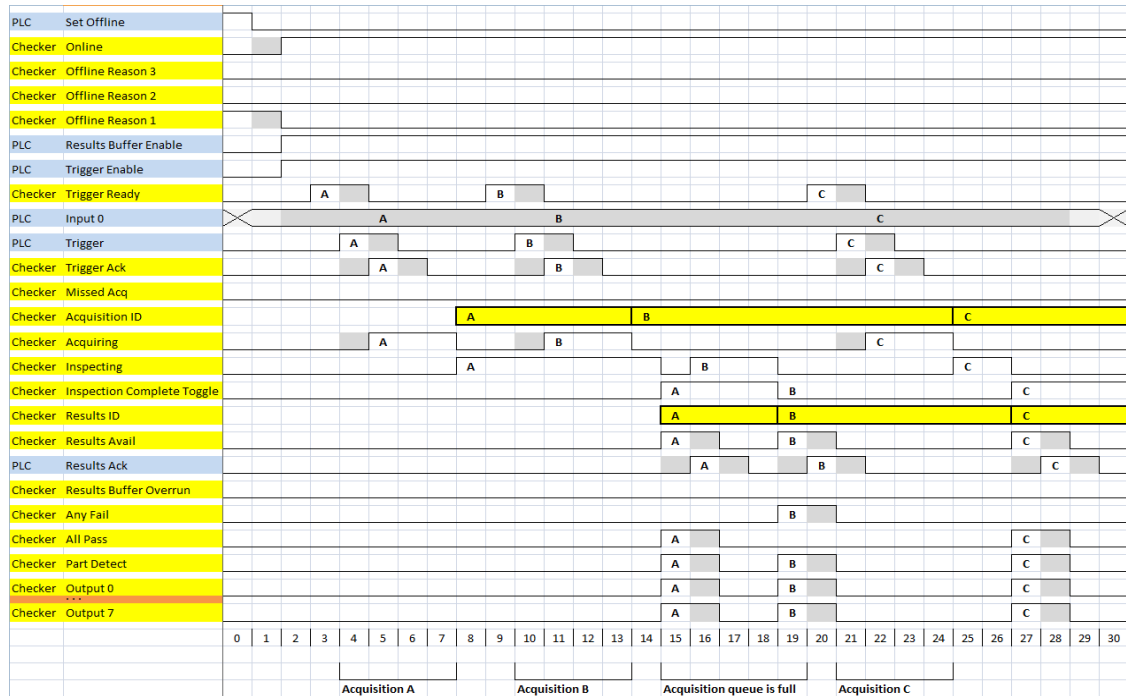 PLC Set Offline
Checker Online
Checker Offline Reason 3
Checker Offline Reason 2
Checker Offline Reason 1
PLC Results Buffer Enable
PLC Trigger Enable
Checker Trigger Ready A B C
PLC Input 0 A B C
PLC Trigger A B C
Checker Trigger Ack A B C
Checker Missed Acq
Checker Acquisition ID A B C
Checker Acquiring A B C
Checker Inspecting A B C
Checker Inspection Complete Toggle A B C
Checker Results ID A B C
Checker Results Avail A B C
PLC Results Ack A B C
Checker Results Buffer Overrun
Checker Any Fail B
Checker All Pass A C
Checker Part Detect A B C
Checker Output 0 A B C
...
Checker Output 7 A B C
0 1 2 3 4 5 6 7 8 9 10 11 12 13 14 15 16 17 18 19 20 21 22 23 24 25 26 27 28 29 30
Acquisition A Acquisition B Acquisition queue is full Acquisition C